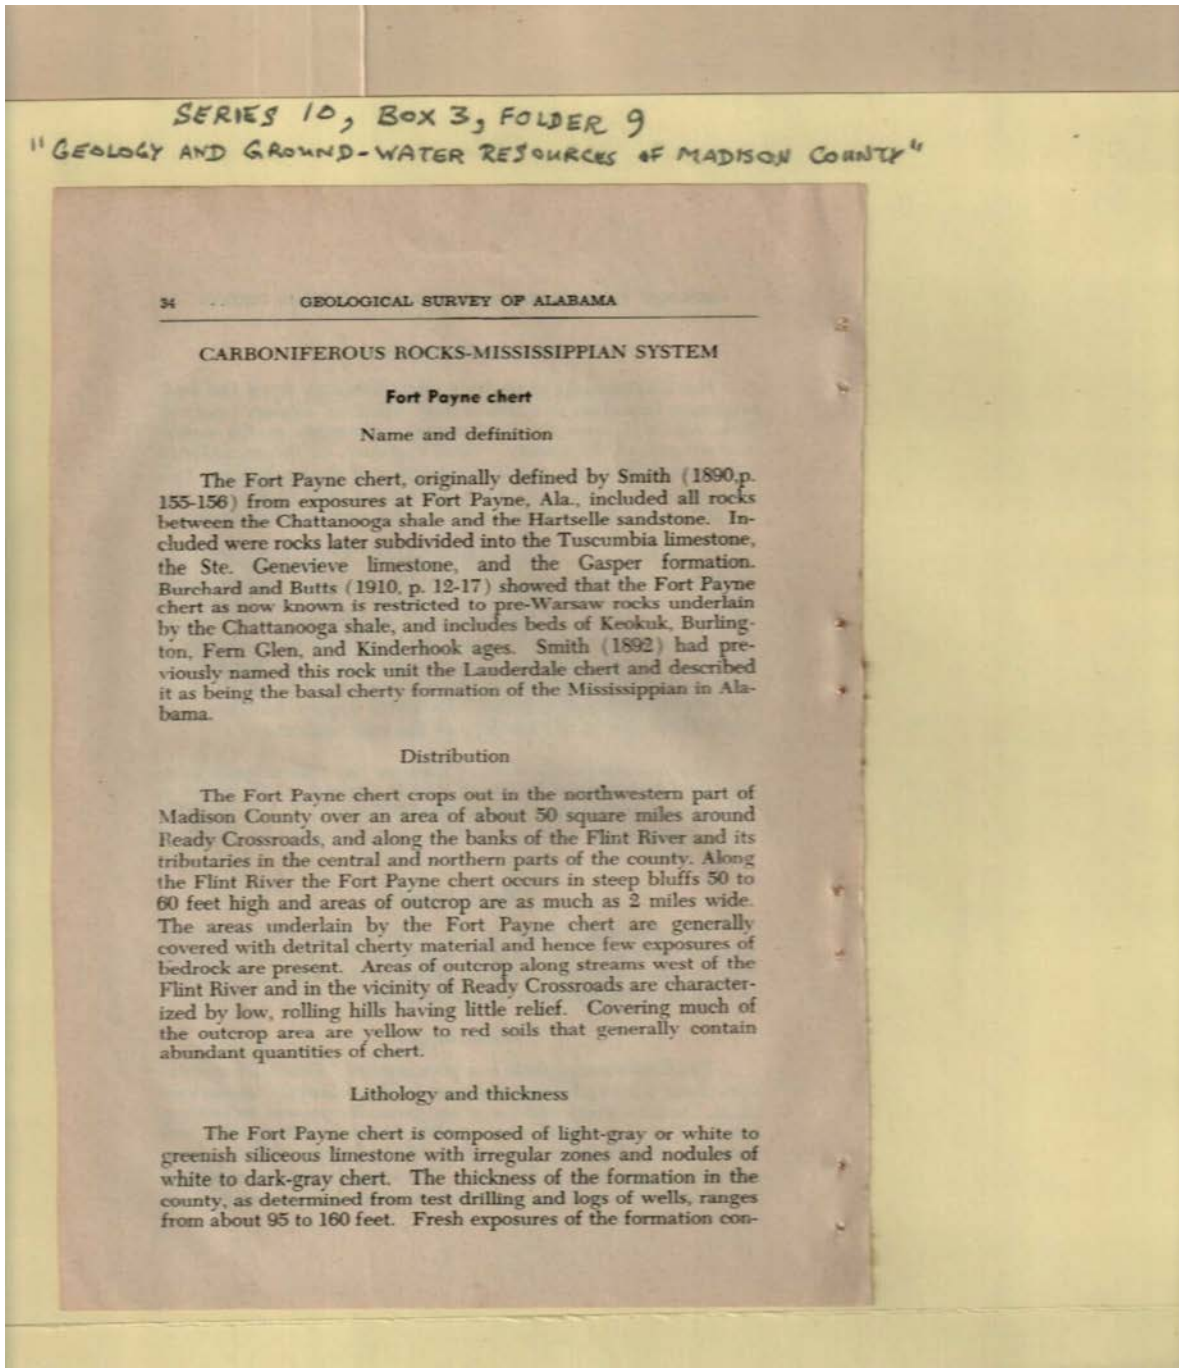 SERIES 10, BOX 3, FOLDER 9
"GEOLOGY AND GROUND-WATER RESOURCES OF MADISON COUNTY"
34 GEOLOGICAL SURVEY OF ALABAMA
CARBONIFEROUS ROCKS-MISSISSIPPIAN SYSTEM
Fort Payne chert
Name and definition
The Fort Payne chert, originally defined by Smith (1890,p.
155-156) from exposures at Fort Payne, Ala., included all rocks
between the Chattanooga shale and the Hartselle sandstone. In-
cluded were rocks later subdivided into the Tuscumbia limestone,
the Ste. Genevieve limestone, and the Gasper formation.
Burchard and Butts (1910, p. 12-17) showed that the Fort Payne
chert as now known is restricted to pre-Warsaw rocks underlain
by the Chattanooga shale, and includes beds of Keokuk, Burling-
ton, Fern Glen, and Kinderhook ages. Smith (1892) had pre-
viously named this rock unit the Lauderdale chert and described
it as being the basal cherty formation of the Mississippian in Ala-
bama.
Distribution
The Fort Payne chert crops out in the northwestern part of
Madison County over an area of about 50 square miles around
Ready Crossroads, and along the banks of the Flint River and its
tributaries in the central and northern parts of the county. Along
the Flint River the Fort Payne chert occurs in steep bluffs 50 to
60 feet high and areas of outcrop are as much as 2 miles wide.
The areas underlain by the Fort Payne chert are generally
covered with detrital cherty material and hence few exposures of
bedrock are present. Areas of outcrop along streams west of the
Flint River and in the vicinity of Ready Crossroads are character-
ized by low, rolling hills having little relief. Covering much of
the outcrop area are yellow to red soils that generally contain
abundant quantities of chert.
Lithology and thickness
The Fort Payne chert is composed of light-gray or white to
greenish siliceous limestone with irregular zones and nodules of
white to dark-gray chert. The thickness of the formation in the
county, as determined from test drilling and logs of wells, ranges
from about 95 to 160 feet. Fresh exposures of the formation con-